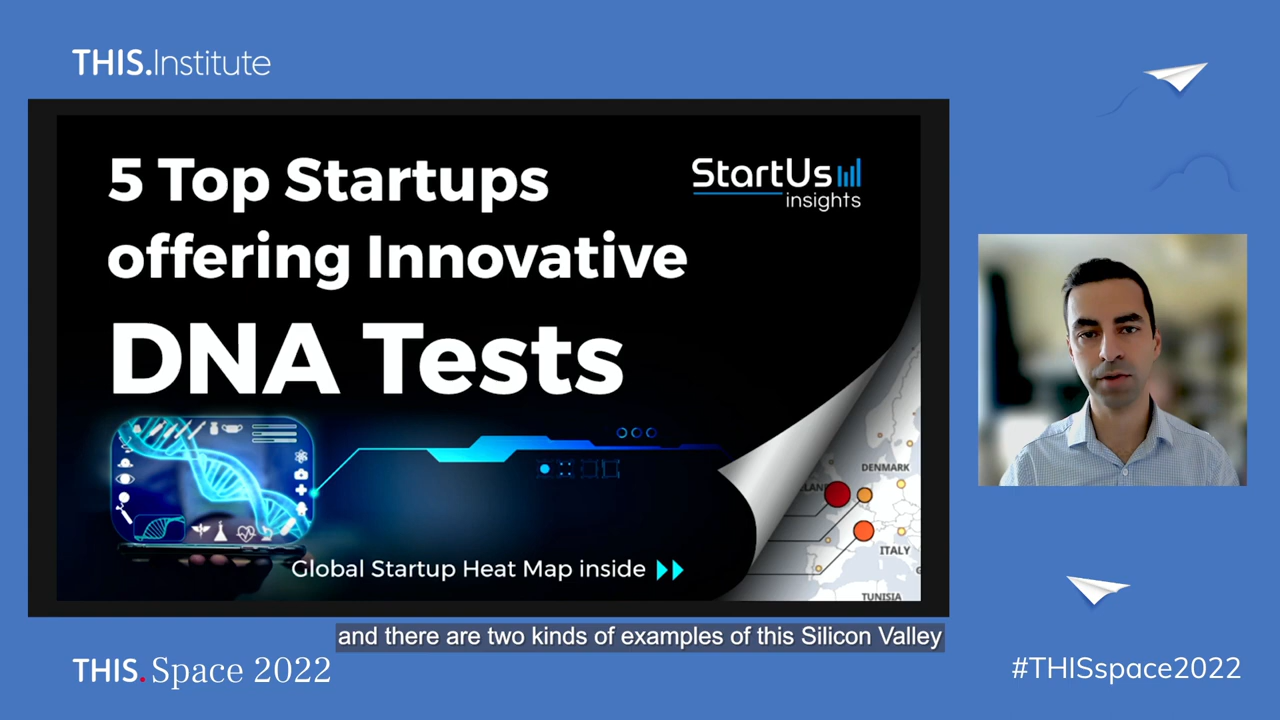 THIS.Institute
5 Top Startups
offering Innovative
DNA Tests
StartUs
insights
DENMARK
LAND
ITALY
TUNISIA
Global Startup Heat Map inside
and there are two kinds of examples of this Silicon Valley
THIS. Space 2022
#THISspace2022